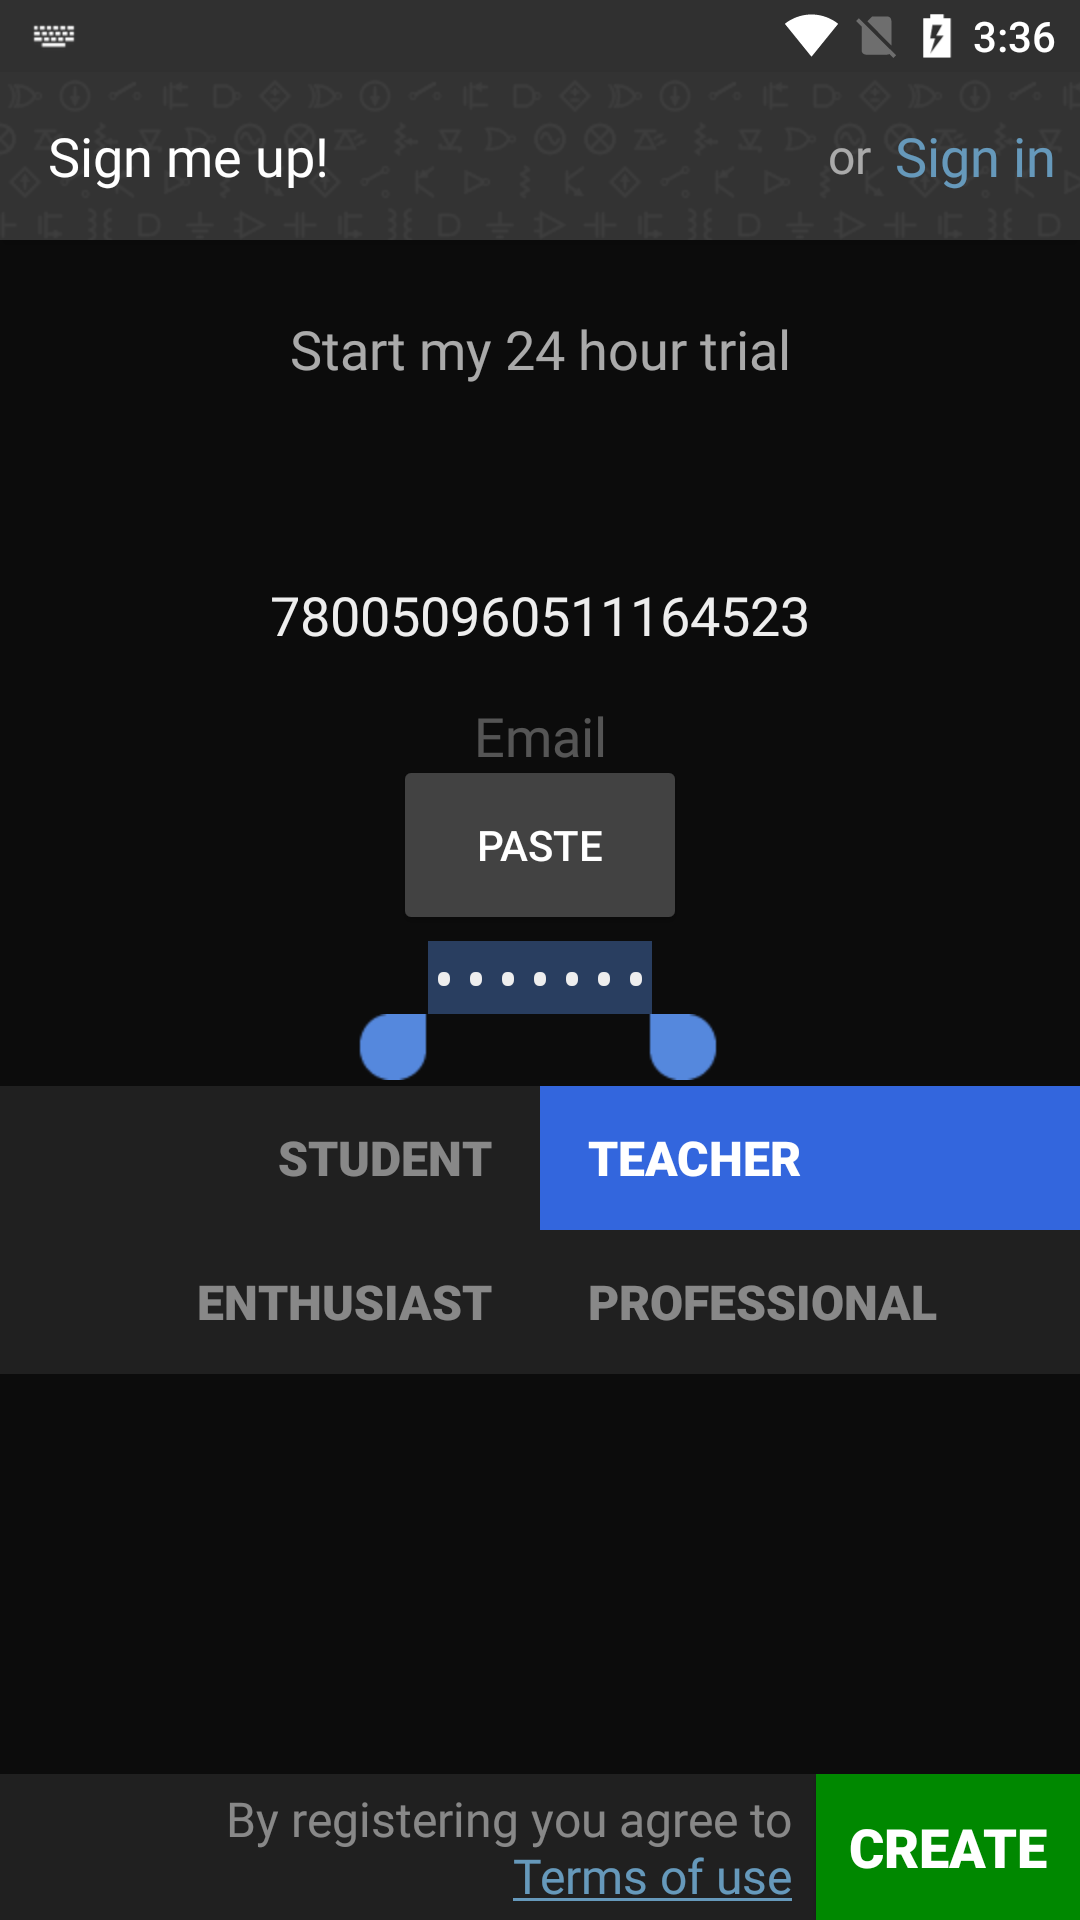 3:36
Sign me up! or Sign in
Start my 24 hour trial
780050960511164523
Email
PASTE
•••••••
STUDENT TEACHER
ENTHUSIAST PROFESSIONAL
By registering you agree to
Terms of use
CREATE